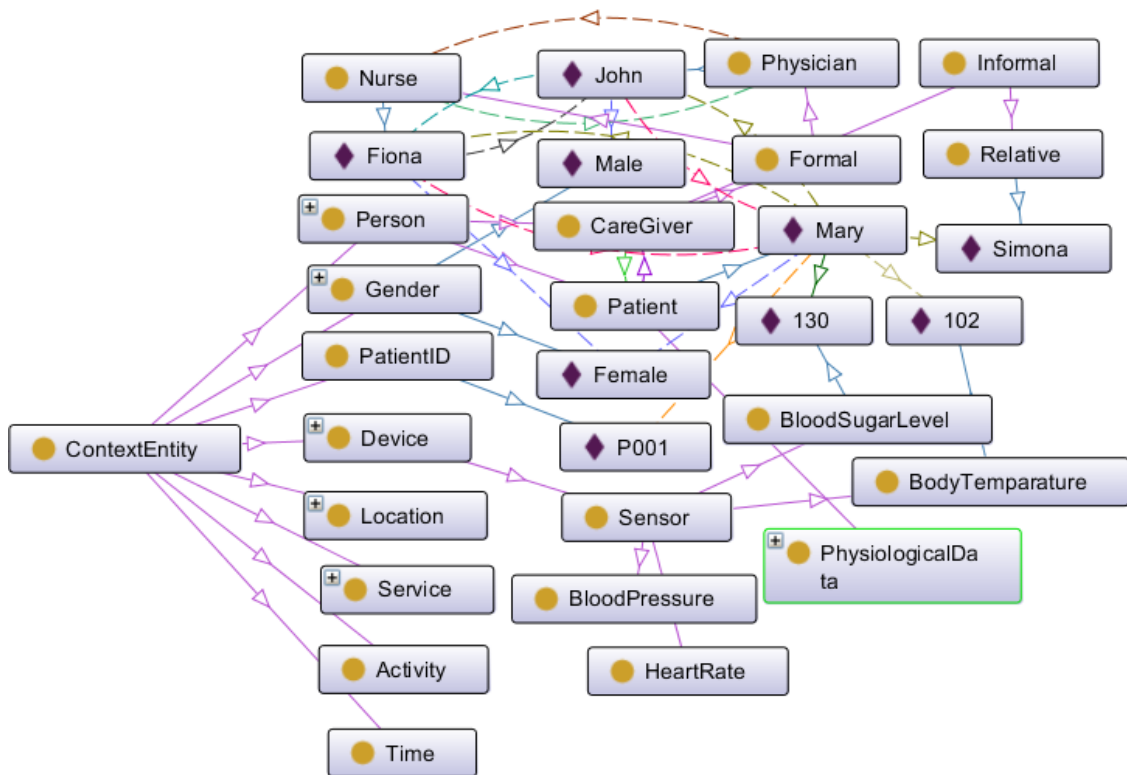 Nurse
John
Physician
Informal
Fiona
Male
Formal
Relative
Person
CareGiver
Mary
Simona
Gender
Patient
130
102
PatientID
Female
BloodSugarLevel
ContextEntity
Device
P001
BodyTemparature
Location
Sensor
PhysiologicalDa
ta
Service
BloodPressure
Activity
HeartRate
Time